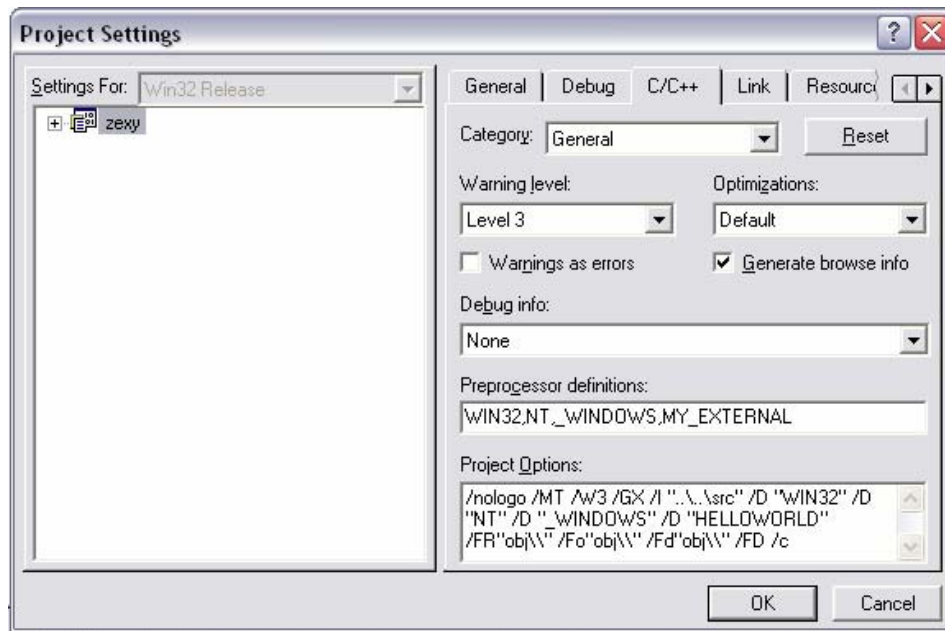 Project Settings
Settings For: Win32 Release
zexy
General Debug C/C++ Link Resourc
Category: General Reset
Warning level: Optimizations:
Level 3 Default
Warnings as errors Generate browse info
Debug info:
None
Preprocessor definitions:
WIN32,NT,_WINDOWS,MY_EXTERNAL
Project Options:
/nologo /MT /W3 /GX /I "..\..\src" /D "WIN32" /D
"NT" /D "_WINDOWS" /D "HELLOWORLD"
/FR"obj\\" /Fo"obj\\" /Fd"obj\\" /FD /c
OK Cancel